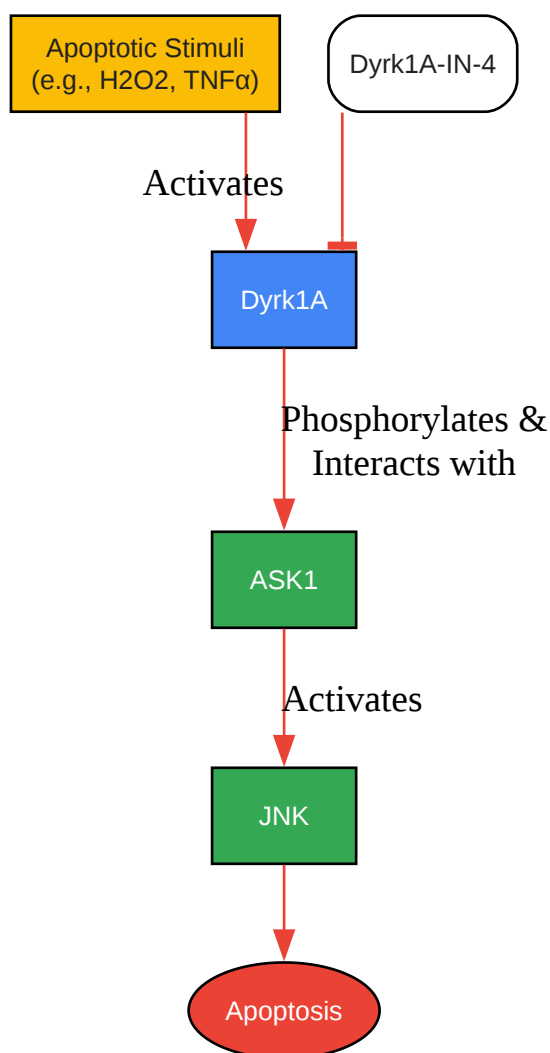 Apoptotic Stimuli
(e.g., H2O2, TNFα)
Dyrk1A-IN-4
Activates
Dyrk1A
Phosphorylates &
Interacts with
ASK1
Activates
JNK
Apoptosis